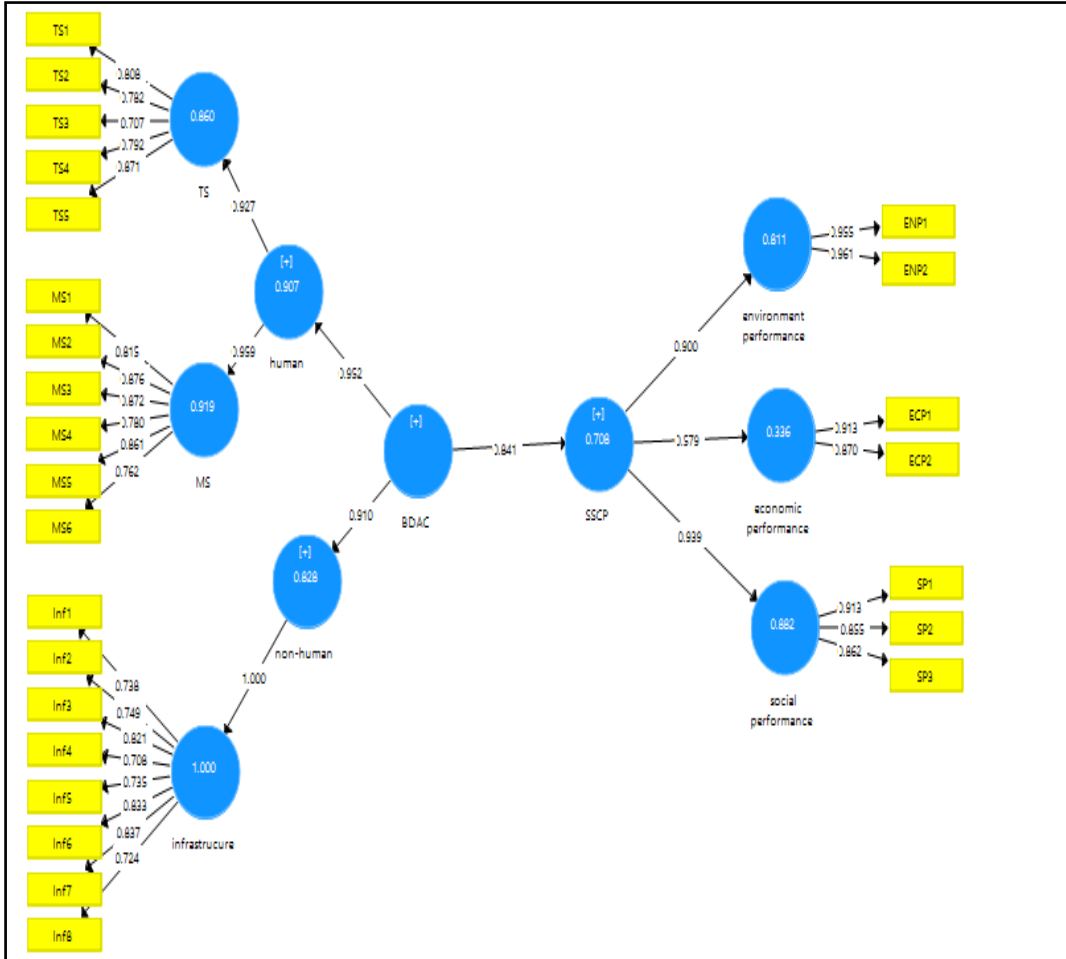 TS1
TS2
TS3
TS4
TS5
0.808
0.782
0.707
0.792
0.871
0.860
TS
0.927
MS1
MS2
MS3
MS4
MS5
MS6
0.815
0.876
0.872
0.780
0.861
0.762
0.919
MS
0.959
[+]
0.907
human
0.952
Inf1
Inf2
Inf3
Inf4
Inf5
Inf6
Inf7
Inf8
0.738
0.749
0.821
0.708
0.735
0.833
0.837
0.724
1.000
infrastrucure
1.000
[+]
0.828
non-human
0.910
[+]
BDAC
0.841
[+]
0.708
SSCP
0.900
0.579
0.939
0.811
environment
performance
0.955
0.961
ENP1
ENP2
0.336
economic
performance
0.913
0.870
ECP1
ECP2
0.882
social
performance
0.913
0.855
0.862
SP1
SP2
SP3